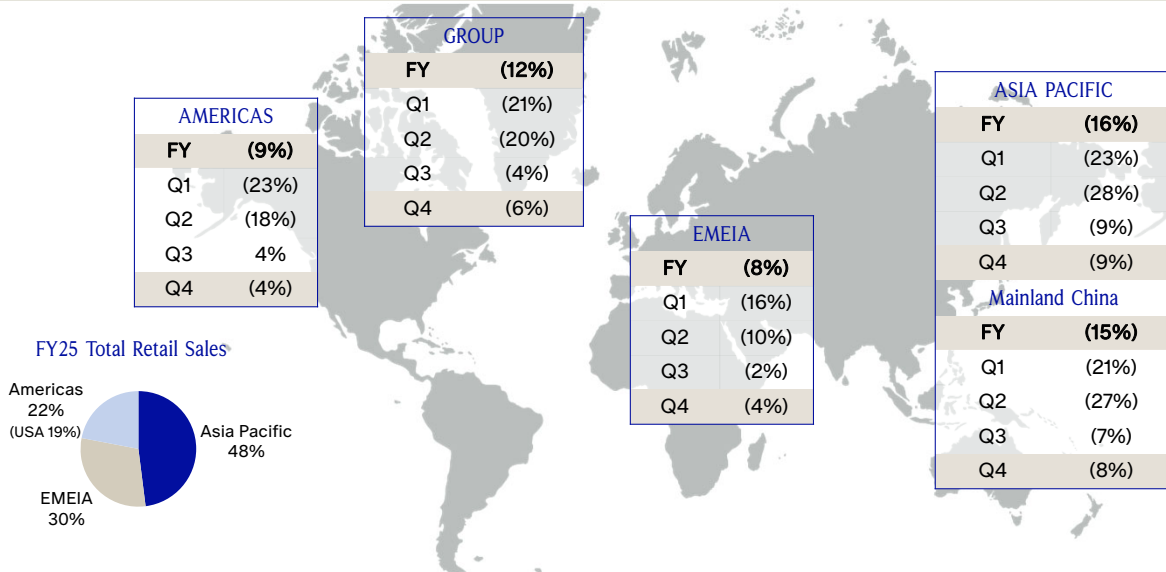 GROUP
FY (12%)
Q1 (21%)
Q2 (20%)
Q3 (4%)
Q4 (6%)
AMERICAS
FY (9%)
Q1 (23%)
Q2 (18%)
Q3 4%
Q4 (4%)
EMEIA
FY (8%)
Q1 (16%)
Q2 (10%)
Q3 (2%)
Q4 (4%)
ASIA PACIFIC
FY (16%)
Q1 (23%)
Q2 (28%)
Q3 (9%)
Q4 (9%)
Mainland China
FY (15%)
Q1 (21%)
Q2 (27%)
Q3 (7%)
Q4 (8%)
FY25 Total Retail Sales
Americas
22%
(USA 19%)
Asia Pacific
48%
EMEIA
30%